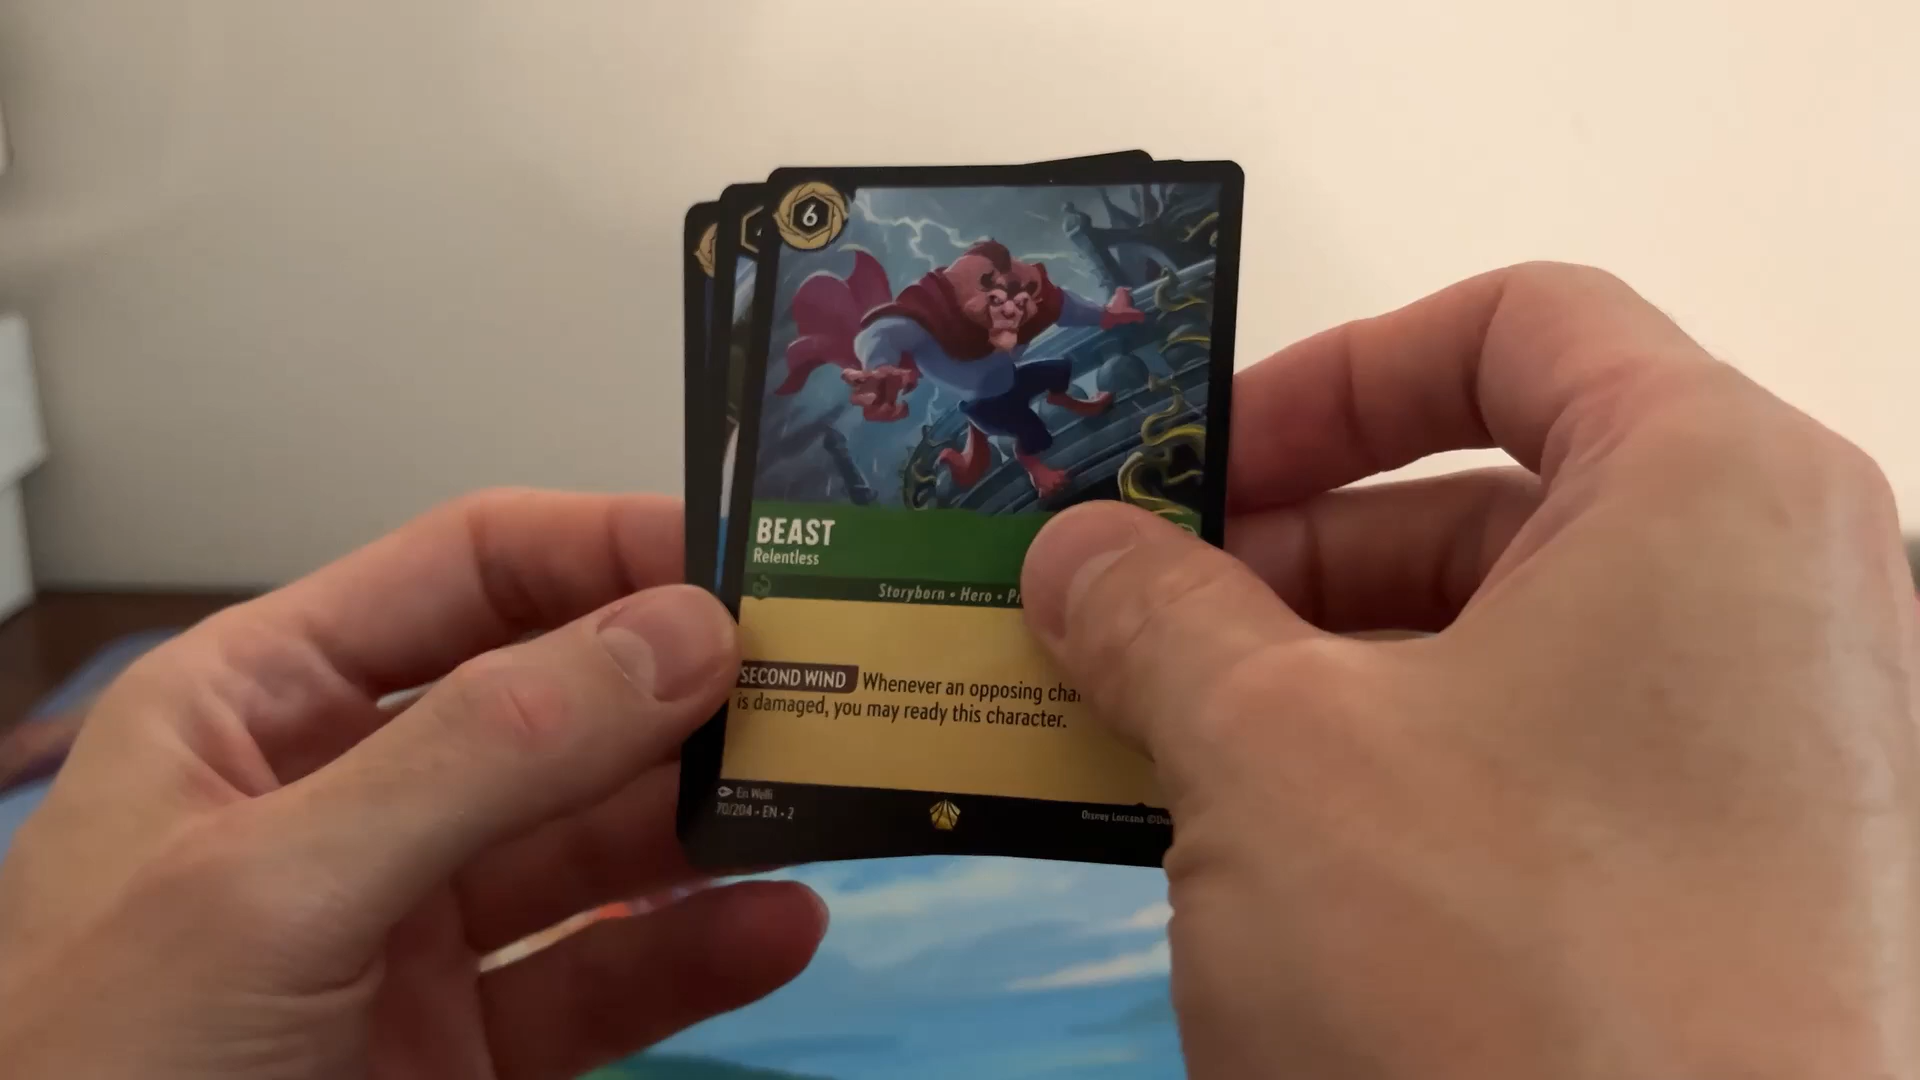 6
BEAST
Relentless
Storyborn • Hero •
SECOND WIND Whenever an opposing
is damaged, you may ready this character.
70/204 • EN • 2
Disney Lorcana